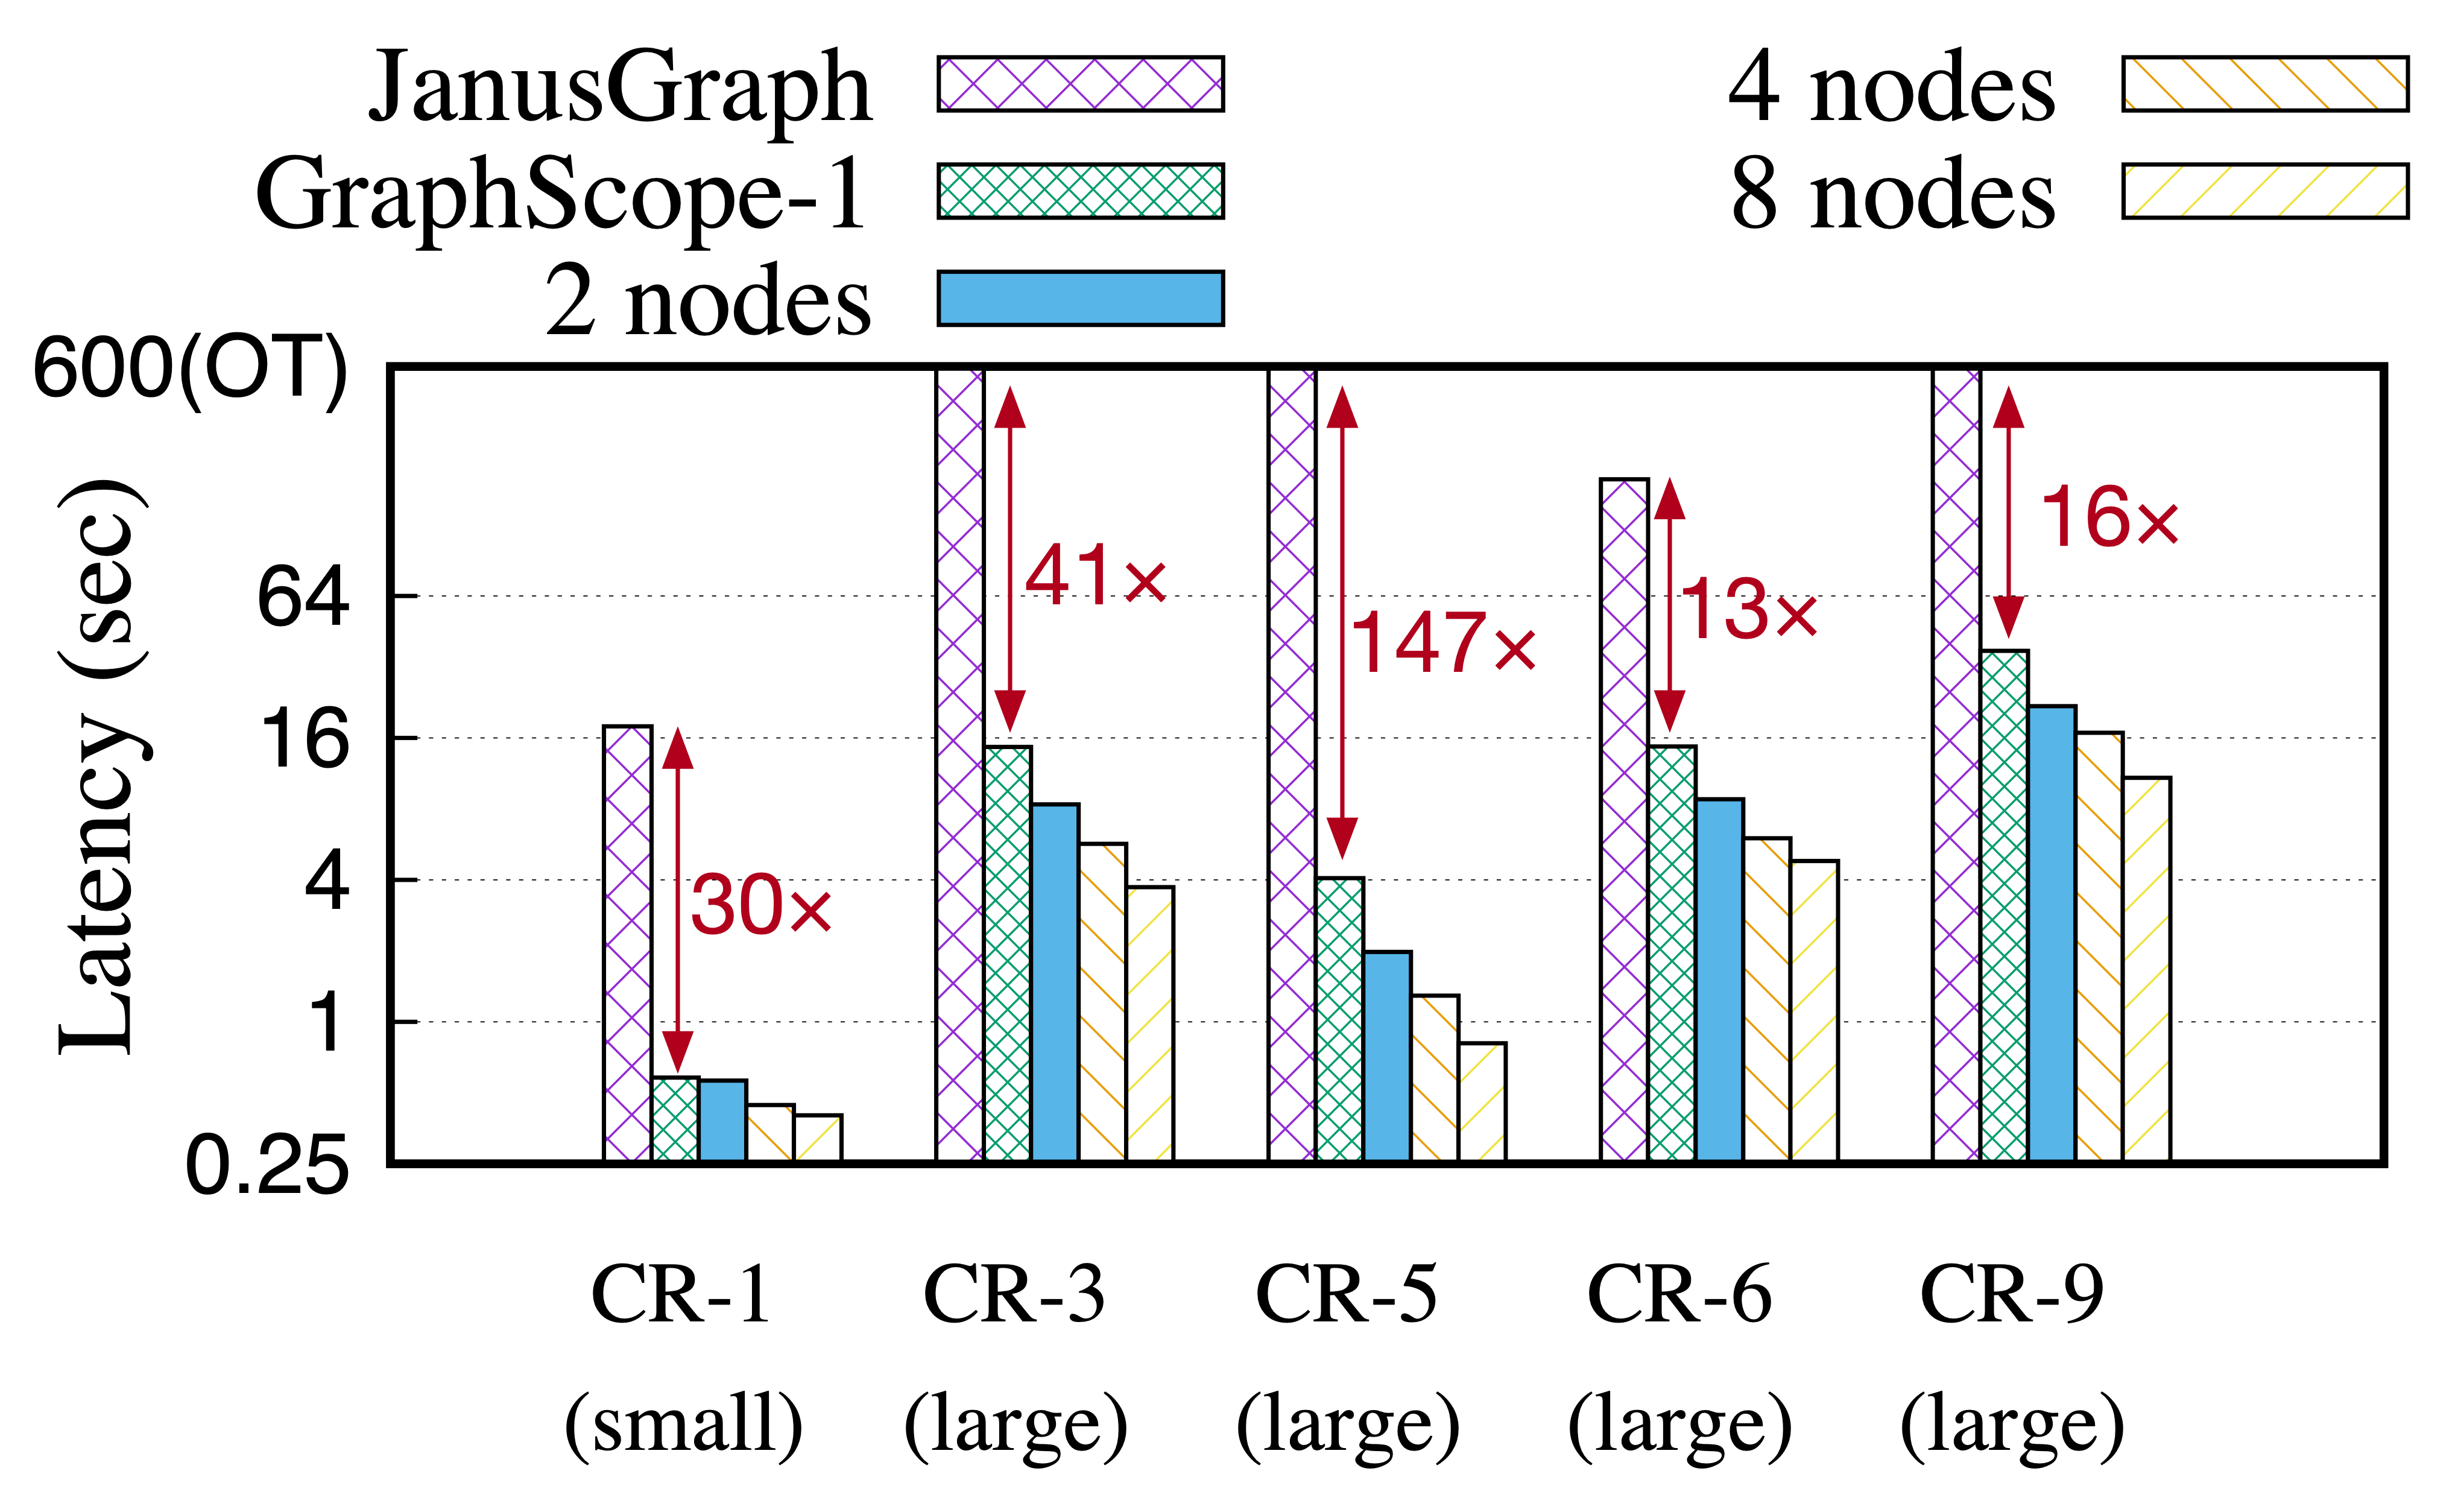 JanusGraph
GraphScope-1
2 nodes
4 nodes
8 nodes
600(OT)
64
16
4
1
0.25
Latency (sec)
30×
41×
147×
13×
16×
CR-1 CR-3 CR-5 CR-6 CR-9
(small) (large) (large) (large) (large)